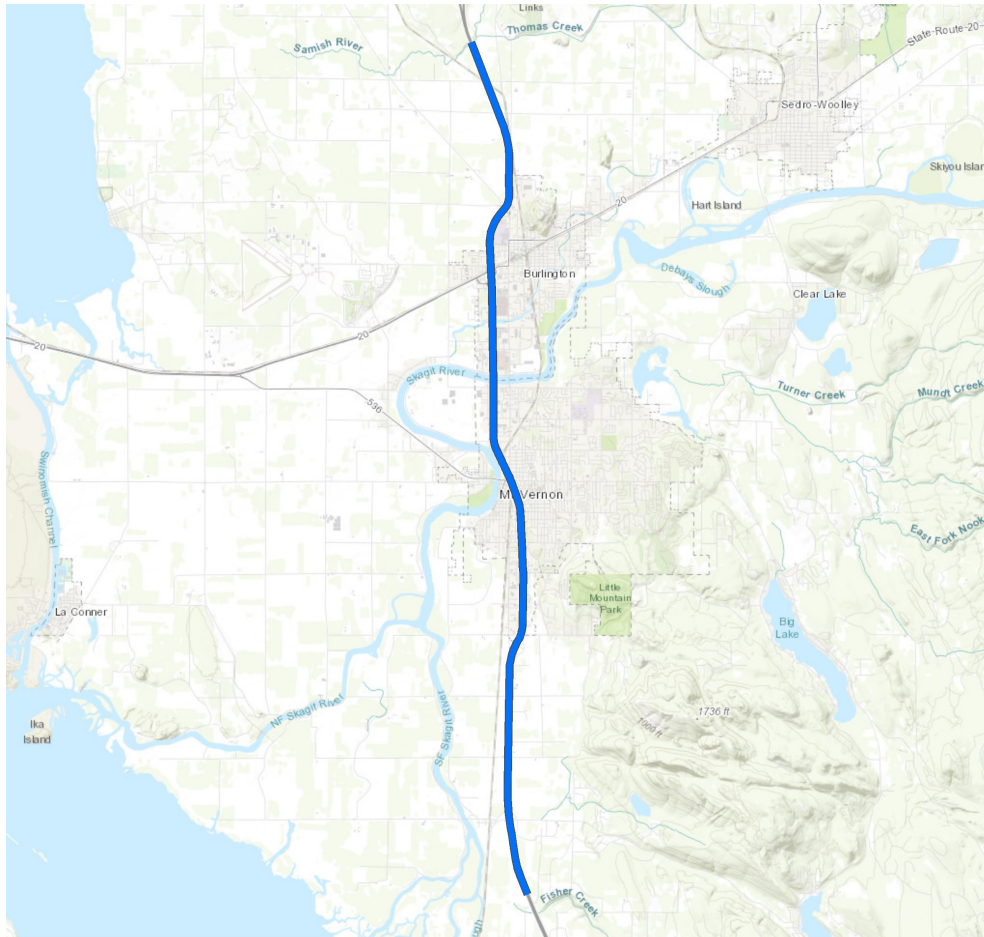 Links
Thomas Creek
Samish River
State-Route-20
Sedro-Woolley
Skiyou Islan
Hart Island
20
Burlington
Debays Slough
Clear Lake
20
20
Skagit River
536
Turner Creek
Mundt Creek
Swinomish Channel
Mt Vernon
East Fork Nook
Little
Mountain
Park
La Conner
Big
Lake
NF Skagit River
SF Skagit River
1736 ft
1000 ft
Ika
Island
Fisher Creek
ugh